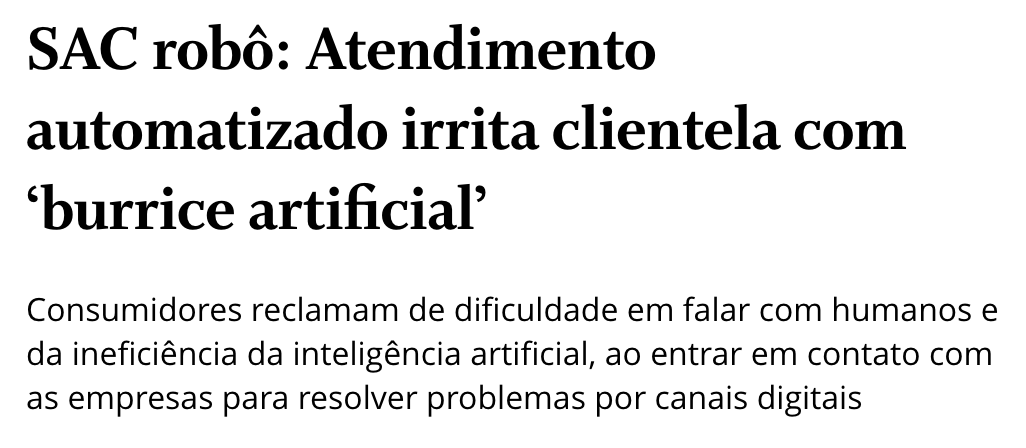 SAC robô: Atendimento
automatizado irrita clientela com
‘burrice artificial’
Consumidores reclamam de dificuldade em falar com humanos e
da ineficiência da inteligência artificial, ao entrar em contato com
as empresas para resolver problemas por canais digitais